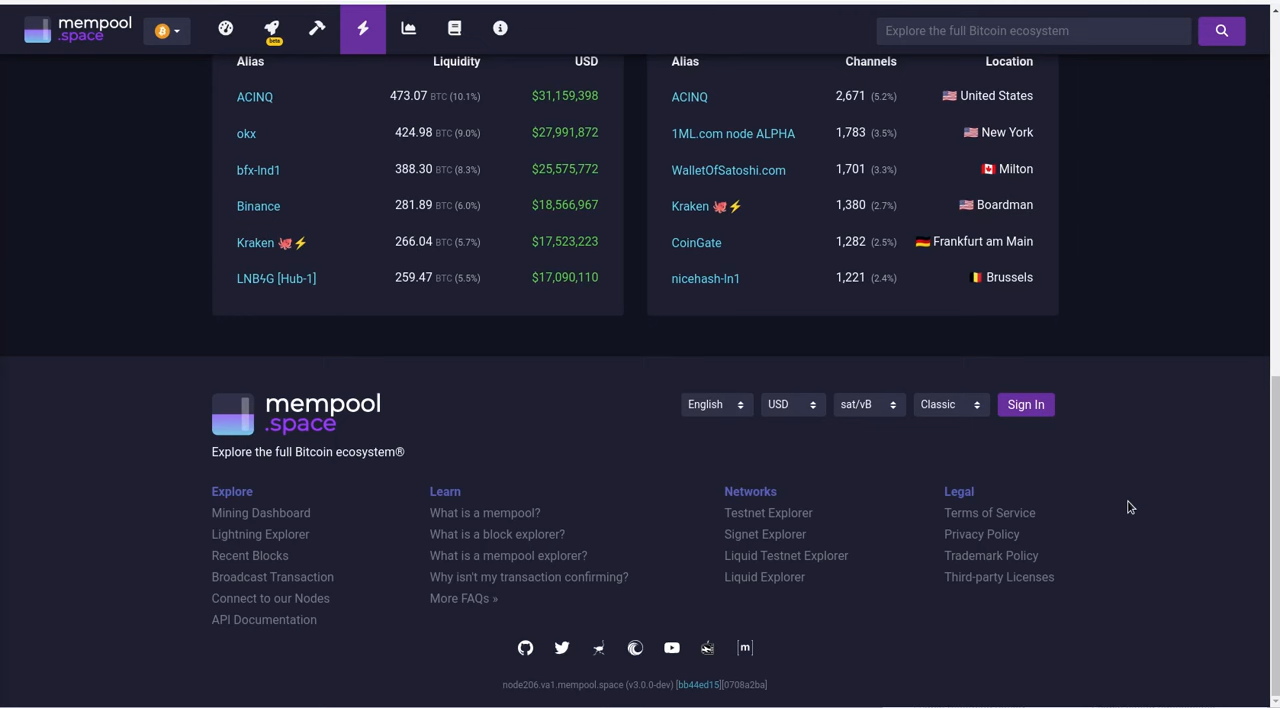 mempool
.space
beta
Explore the full Bitcoin ecosystem
Alias Liquidity USD
ACINQ 473.07 BTC (10.1%) $31,159,398
okx 424.98 BTC (9.0%) $27,991,872
bfx-lnd1 388.30 BTC (8.3%) $25,575,772
Binance 281.89 BTC (6.0%) $18,566,967
Kraken 🐙⚡ 266.04 BTC (5.7%) $17,523,223
LNBϟG [Hub-1] 259.47 BTC (5.5%) $17,090,110
Alias Channels Location
ACINQ 2,671 (5.2%) 🇺🇸 United States
1ML.com node ALPHA 1,783 (3.5%) 🇺🇸 New York
WalletOfSatoshi.com 1,701 (3.3%) 🇨🇦 Milton
Kraken 🐙⚡ 1,380 (2.7%) 🇺🇸 Boardman
CoinGate 1,282 (2.5%) 🇩🇪 Frankfurt am Main
nicehash-ln1 1,221 (2.4%) 🇧🇪 Brussels
mempool
.space
English USD sat/vB Classic Sign In
Explore the full Bitcoin ecosystem®
Explore
Mining Dashboard
Lightning Explorer
Recent Blocks
Broadcast Transaction
Connect to our Nodes
API Documentation
Learn
What is a mempool?
What is a block explorer?
What is a mempool explorer?
Why isn't my transaction confirming?
More FAQs »
Networks
Testnet Explorer
Signet Explorer
Liquid Testnet Explorer
Liquid Explorer
Legal
Terms of Service
Privacy Policy
Trademark Policy
Third-party Licenses
[m]
node206.va1.mempool.space (v3.0.0-dev) [bb44ed15][0708a2ba]